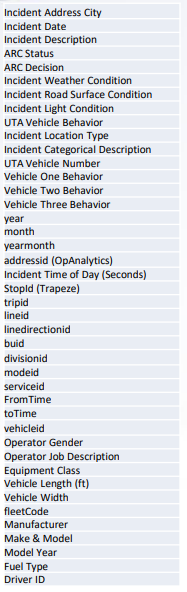 Incident Address City
Incident Date
Incident Description
ARC Status
ARC Decision
Incident Weather Condition
Incident Road Surface Condition
Incident Light Condition
UTA Vehicle Behavior
Incident Location Type
Incident Categorical Description
UTA Vehicle Number
Vehicle One Behavior
Vehicle Two Behavior
Vehicle Three Behavior
year
month
yearmonth
addressid (OpAnalytics)
Incident Time of Day (Seconds)
StopId (Trapeze)
tripid
lineid
linedirectionid
buid
divisionid
modeid
serviceid
FromTime
toTime
vehicleid
Operator Gender
Operator Job Description
Equipment Class
Vehicle Length (ft)
Vehicle Width
fleetCode
Manufacturer
Make & Model
Model Year
Fuel Type
Driver ID